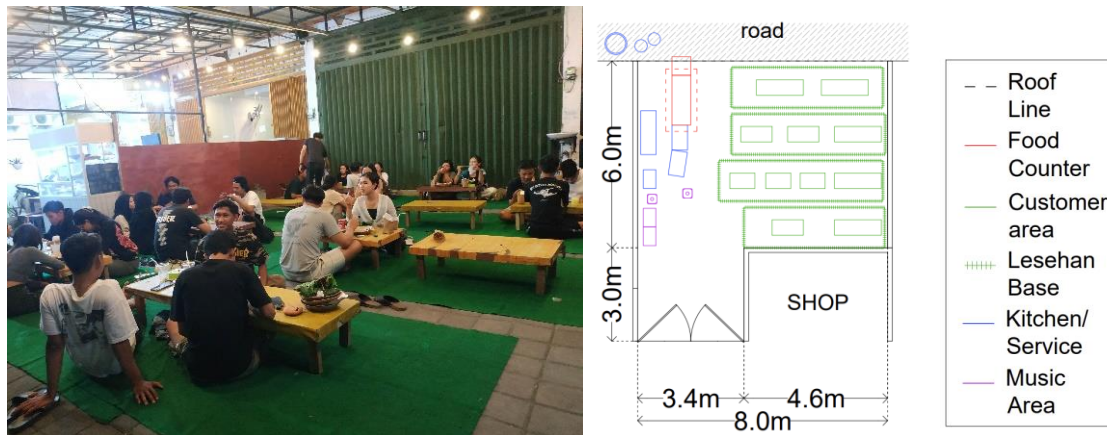 road
6.0m
3.0m
SHOP
3.4m
4.6m
8.0m
Roof
Line
Food
Counter
Customer
area
Lesehan
Base
Kitchen/
Service
Music
Area